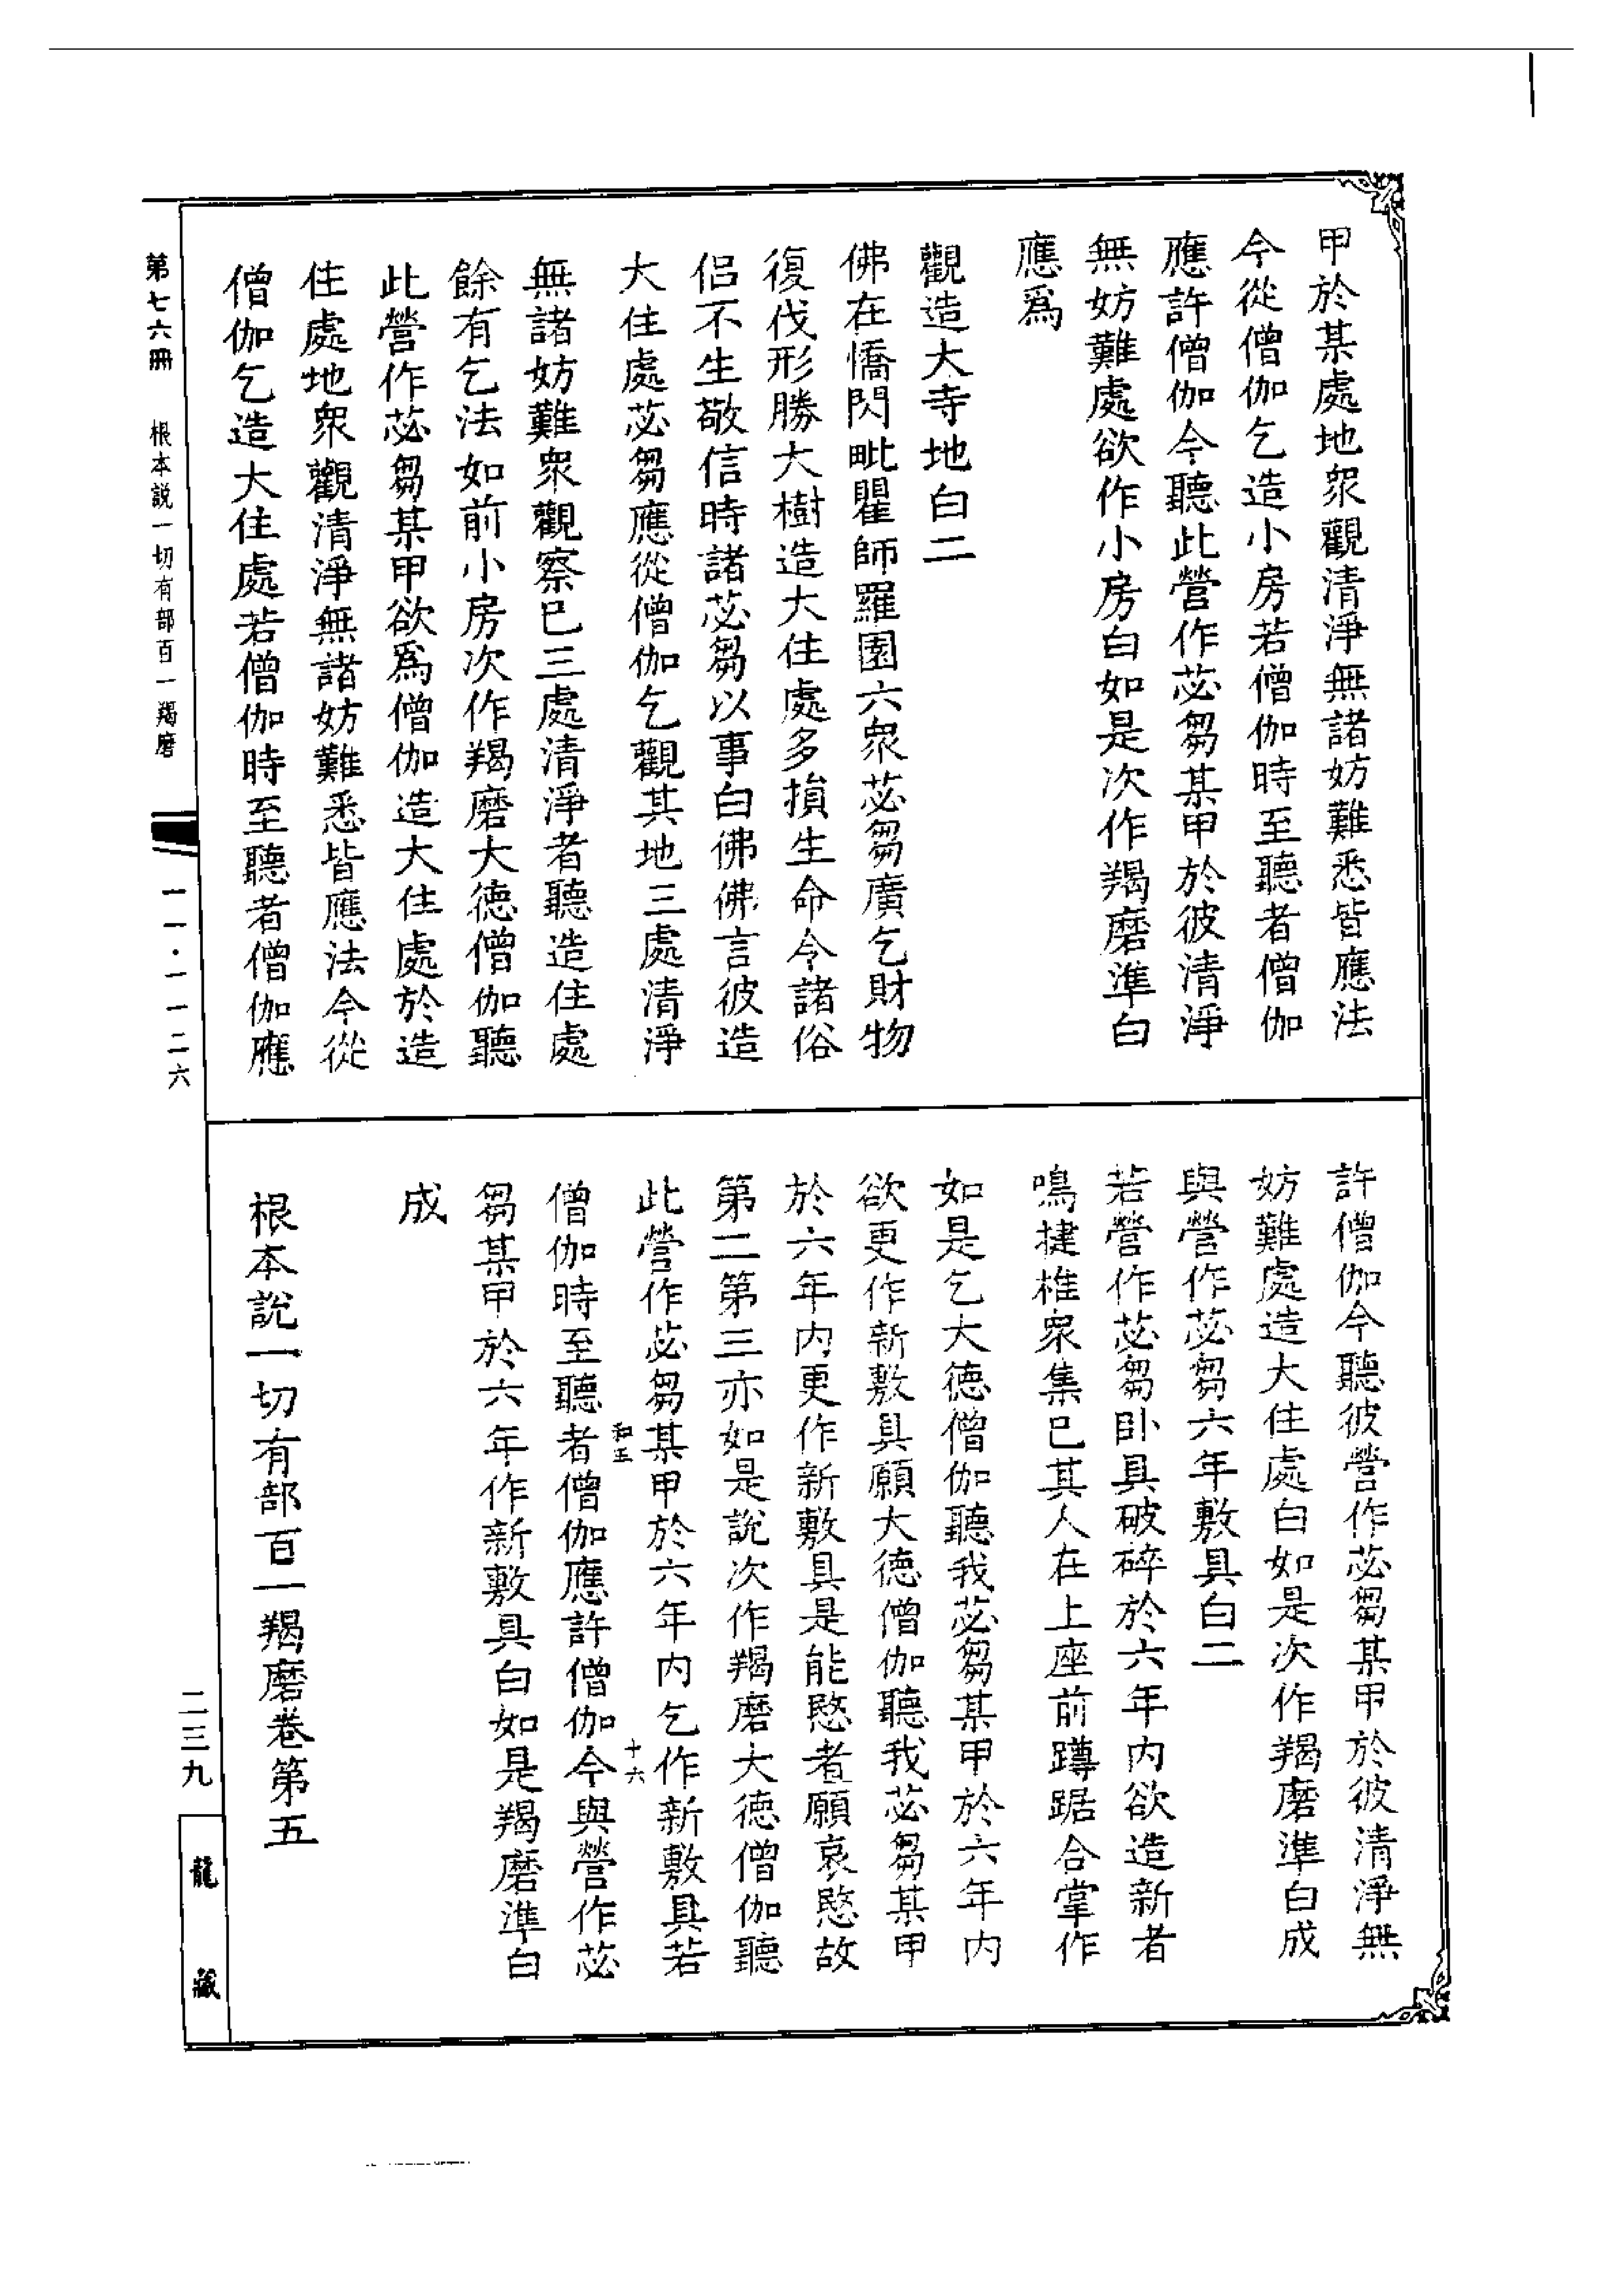 甲於某處地衆觀清淨無諸妨難悉皆應法
今從僧伽乞造小房若僧伽時至聽者僧伽
應許僧伽今聽此營作苾芻某甲於彼清淨
無妨難處欲作小房白如是次作羯磨準白
應爲
觀造大寺地白二
佛在憍閃毗瞿師羅園六衆苾芻廣乞財物
復伐形勝大樹造大住處多損生命令諸俗
侶不生敬信時諸苾芻以事白佛佛言彼造
大住處苾芻應從僧伽乞觀其地三處清淨
無諸妨難衆觀察已三處清淨者聽造住處
餘有乞法如前小房次作羯磨大德僧伽聽
此營作苾芻某甲欲爲僧伽造大住處於造
住處地衆觀清淨無諸妨難悉皆應法今從
僧伽乞造大住處若僧伽時至聽者僧伽應
許僧伽今聽彼營作苾芻某甲於彼清淨無
妨難處造大住處白如是次作羯磨準白成
與營作苾芻六年敷具白二
若營作苾芻卧具破碎於六年內欲造新者
鳴揵椎衆集已其人在上座前蹲踞合掌作
如是乞大德僧伽聽我苾芻某甲於六年內
欲更作新敷具願大德僧伽聽我苾芻某甲
於六年內更作新敷具是能愍者願哀愍故
第二第三亦如是說次作羯磨大德僧伽聽
此營作苾芻某甲於六年內乞作新敷具若
和五
十六
僧伽時至聽者僧伽應許僧伽今與營作苾
芻某甲於六年作新敷具白如是羯磨準白
成
根本說一切有部百一羯磨卷第五
第七六冊
根本説一切有部百一羯磨
一一·一一二六
二三九
龍藏